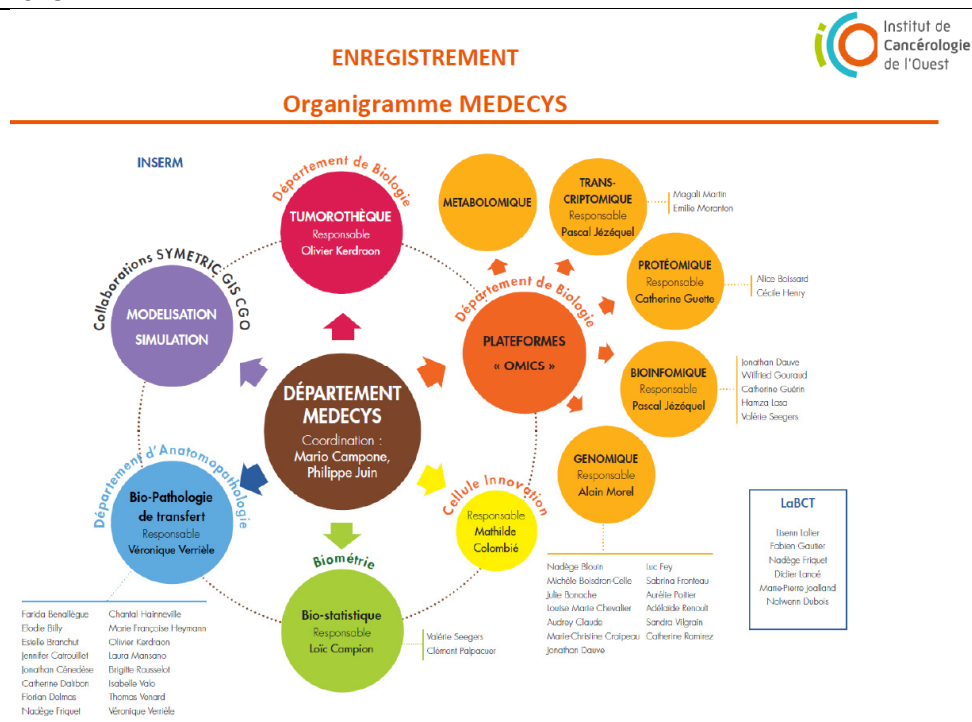 Institut de
Cancérologie
de l'Ouest
ENREGISTREMENT
Organigramme MEDECYS
INSERM
Département de Biologie
TUMOROTHÈQUE
Responsable
Olivier Kerdraon
METABOLOMIQUE
TRANS-
CRIPTOMIQUE
Responsable
Pascal Jézéquel
Magali Martin
Emilie Moranton
PROTÉOMIQUE
Responsable
Catherine Guette
Alice Boissard
Cécile Henry
Collaborations SYMETRIC GIS CGO
MODELISATION
SIMULATION
Département de Biologie
PLATEFORMES
« OMICS »
BIOINFOMIQUE
Responsable
Pascal Jézéquel
Jonathan Dauve
Wilfried Gouraud
Catherine Guérin
Hamza Lasa
Valérie Seegers
DÉPARTEMENT
MEDECYS
Coordination :
Mario Campone,
Philippe Juin
GENOMIQUE
Responsable
Alain Morel
Département d'Anatomopathologie
Bio-Pathologie
de transfert
Responsable
Véronique Verrièle
Cellule Innovation
Responsable
Mathilde
Colombié
LaBCT
Lisenn Lalier
Fabien Gautier
Nadège Friquet
Didier Lancé
Marie-Pierre Joalland
Nolwenn Dubois
Biométrie
Bio-statistique
Responsable
Loïc Campion
Valérie Seegers
Clément Palpacuer
Nadège Blouin
Michèle Boisdron-Celle
Julie Bonoche
Louise Marie Chevalier
Audrey Claude
Marie-Christine Craipeau
Jonathan Dauve
Luc Fey
Sabrina Fronteau
Aurélie Poitier
Adélaïde Renoult
Sandra Vilgrain
Catherine Ramirez
Farida Benallègue
Elodie Billy
Estelle Branchut
Jennifer Catrouillet
Jonathan Cénedèse
Catherine Daliban
Florian Delmas
Nadège Friquet
Chantal Hainneville
Marie Françoise Heymann
Olivier Kerdraon
Laura Mansano
Brigitte Rousselot
Isabelle Valo
Thomas Venard
Véronique Verrièle